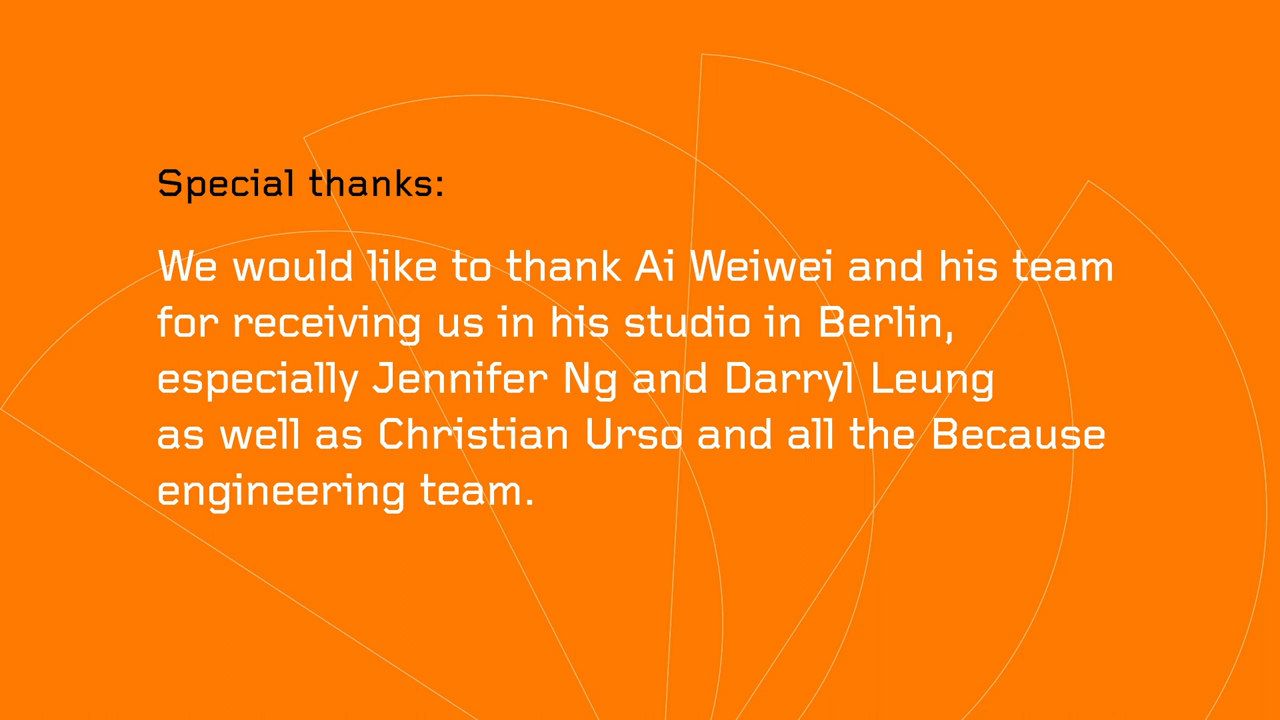 Special thanks:
We would like to thank Ai Weiwei and his team
for receiving us in his studio in Berlin,
especially Jennifer Ng and Darryl Leung
as well as Christian Urso and all the Because
engineering team.